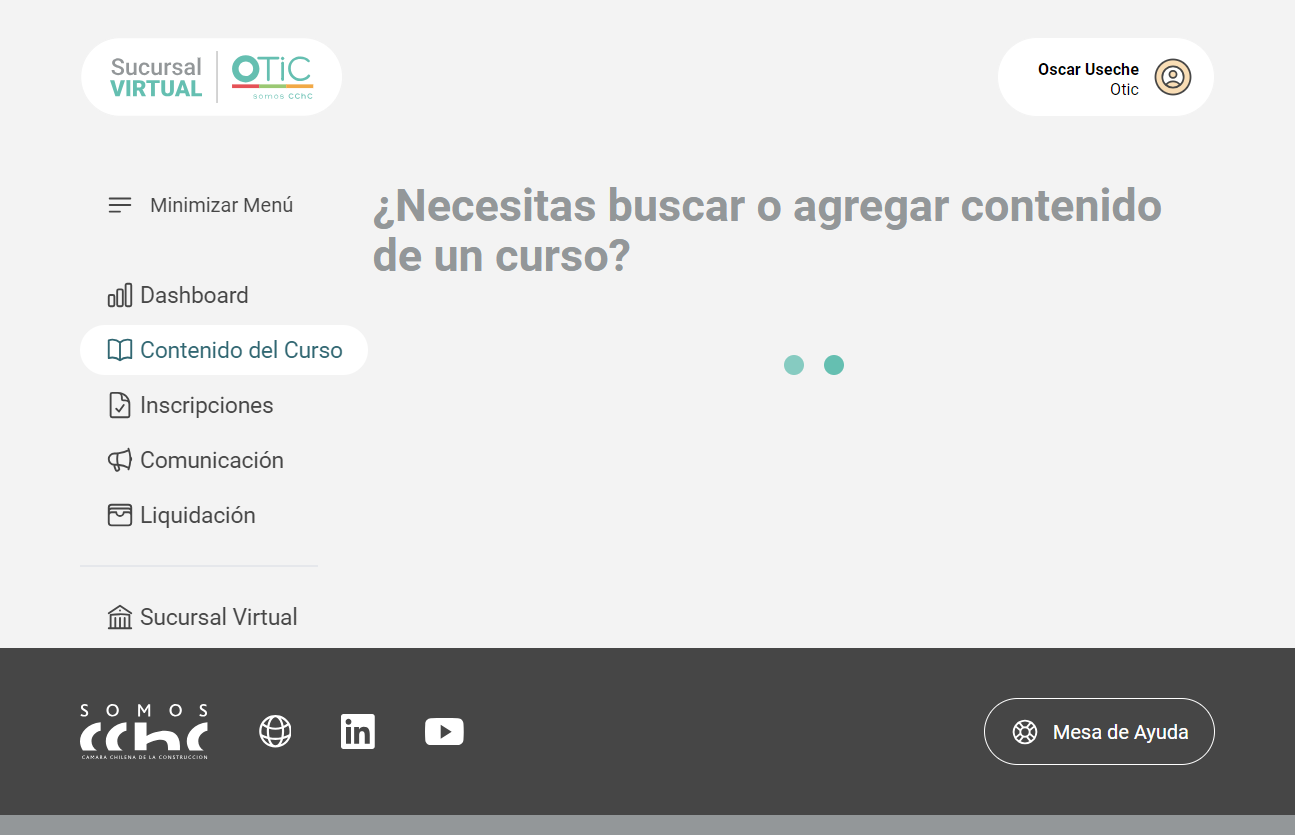 Sucursal
VIRTUAL
OTiC
somos CChC
Oscar Useche
Otic
Minimizar Menú
¿Necesitas buscar o agregar contenido
de un curso?
Dashboard
Contenido del Curso
Inscripciones
Comunicación
Liquidación
Sucursal Virtual
SOMOS
cchc
CAMARA CHILENA DE LA CONSTRUCCION
in
Mesa de Ayuda